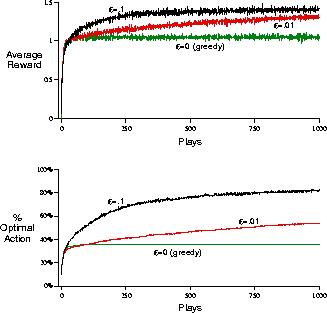 1.5
ε=.1
ε=.01
Average
Reward
1
ε=0 (greedy)
0.5
0
0
250
500
750
1000
Plays
100%
80%
ε=.1
%
Optimal
Action
60%
ε=.01
40%
ε=0 (greedy)
20%
0%
0
250
500
750
1000
Plays